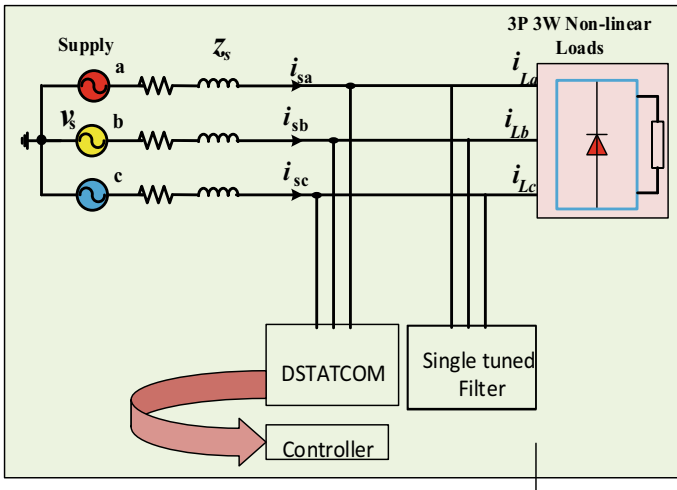 3P 3W Non-linear
Loads
Supply
a
z_s
i_sa
i_La
v_s
b
i_sb
i_Lb
c
i_sc
i_Lc
DSTATCOM
Single tuned
Filter
Controller